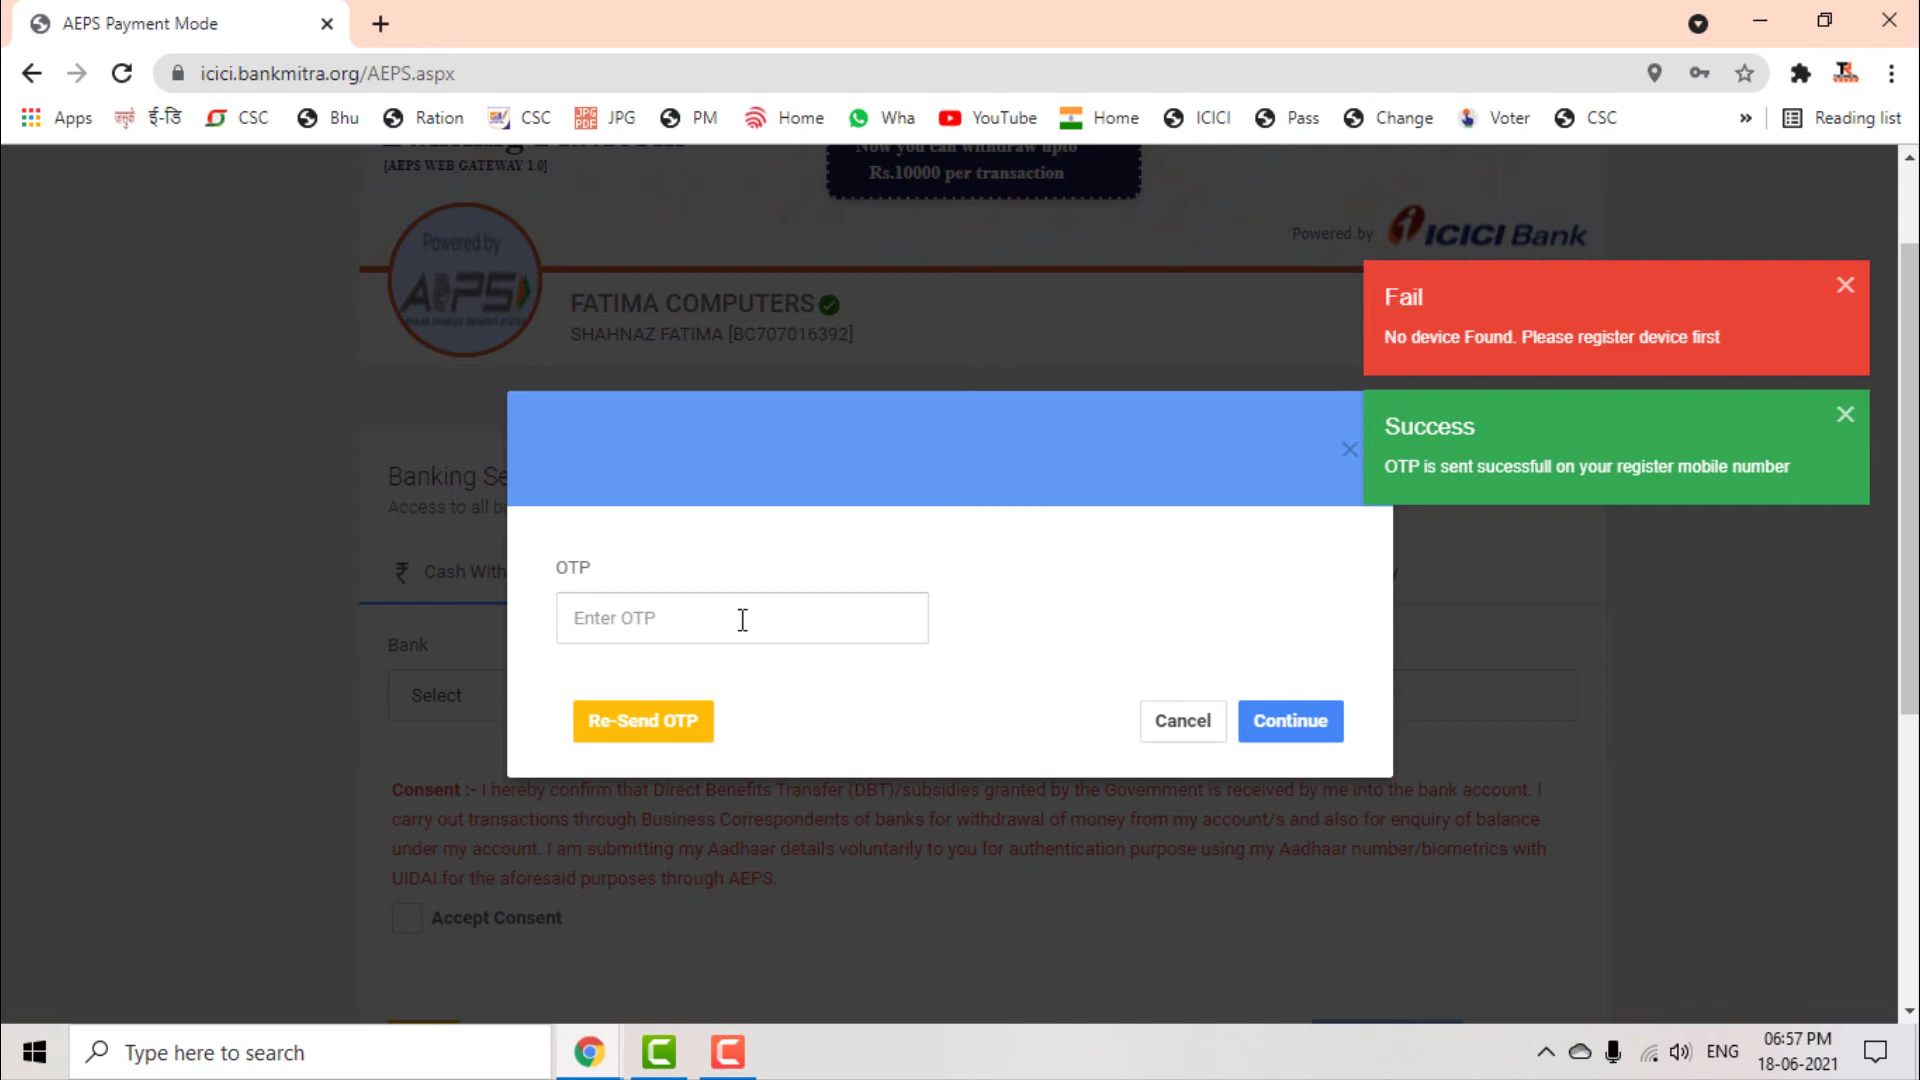 AEPS Payment Mode
icici.bankmitra.org/AEPS.aspx
Apps ई-डि CSC Bhu Ration CSC JPG PM Home Wha YouTube Home ICICI Pass Change Voter CSC » Reading list
Now you can withdraw upto
[AEPS WEB GATEWAY 1.0]
Rs.10000 per transaction
Powered by
AEPS
Powered by ICICI Bank
FATIMA COMPUTERS
SHAHNAZ FATIMA [BC707016392]
Fail
No device Found. Please register device first
Success
OTP is sent sucessfull on your register mobile number
Banking Se
Access to all b
₹ Cash With
OTP
Enter OTP
Bank
Select
Re-Send OTP
Cancel
Continue
Consent :- I hereby confirm that Direct Benefits Transfer (DBT)/subsidies granted by the Government is received by me into the bank account. I
carry out transactions through Business Correspondents of banks for withdrawal of money from my account/s and also for enquiry of balance
under my account. I am submitting my Aadhaar details voluntarily to you for authentication purpose using my Aadhaar number/biometrics with
UIDAI for the aforesaid purposes through AEPS.
Accept Consent
Type here to search
ENG
06:57 PM
18-06-2021